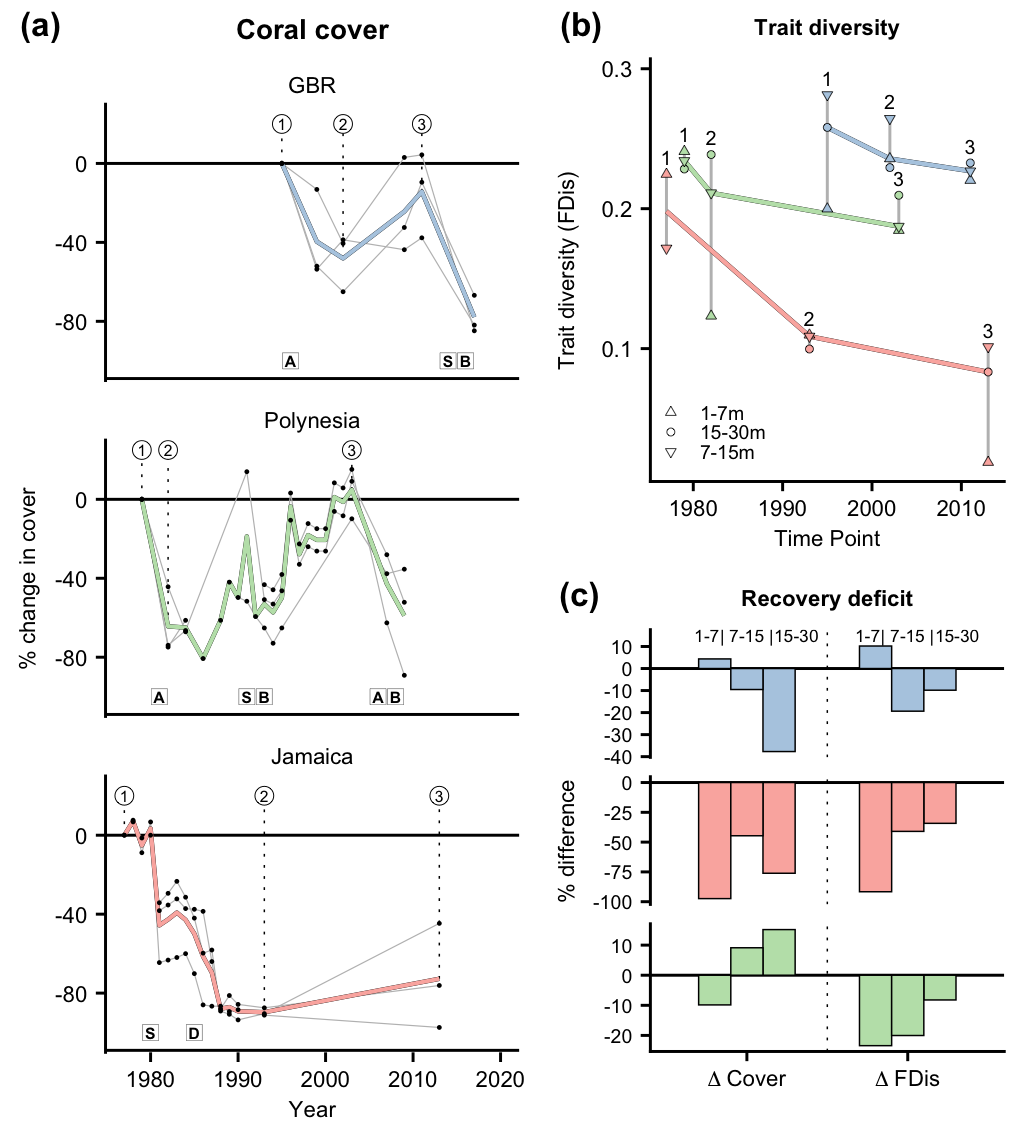 (a)
Coral cover
GBR
1 2 3
0
-40
-80
A S B
Polynesia
1 2 3
0
-40
-80
A S B A B
Jamaica
1 2 3
0
-40
-80
S D
1980 1990 2000 2010 2020
Year
% change in cover
(b)
Trait diversity
0.3
0.2
0.1
Trait diversity (FDis)
1 2 3
1 2 3
1 2 3
1-7m
15-30m
7-15m
1980 1990 2000 2010
Time Point
(c)
Recovery deficit
1-7| 7-15 |15-30 1-7| 7-15 |15-30
10
0
-10
-20
-30
-40
0
-25
-50
-75
-100
10
0
-10
-20
% difference
Δ Cover Δ FDis